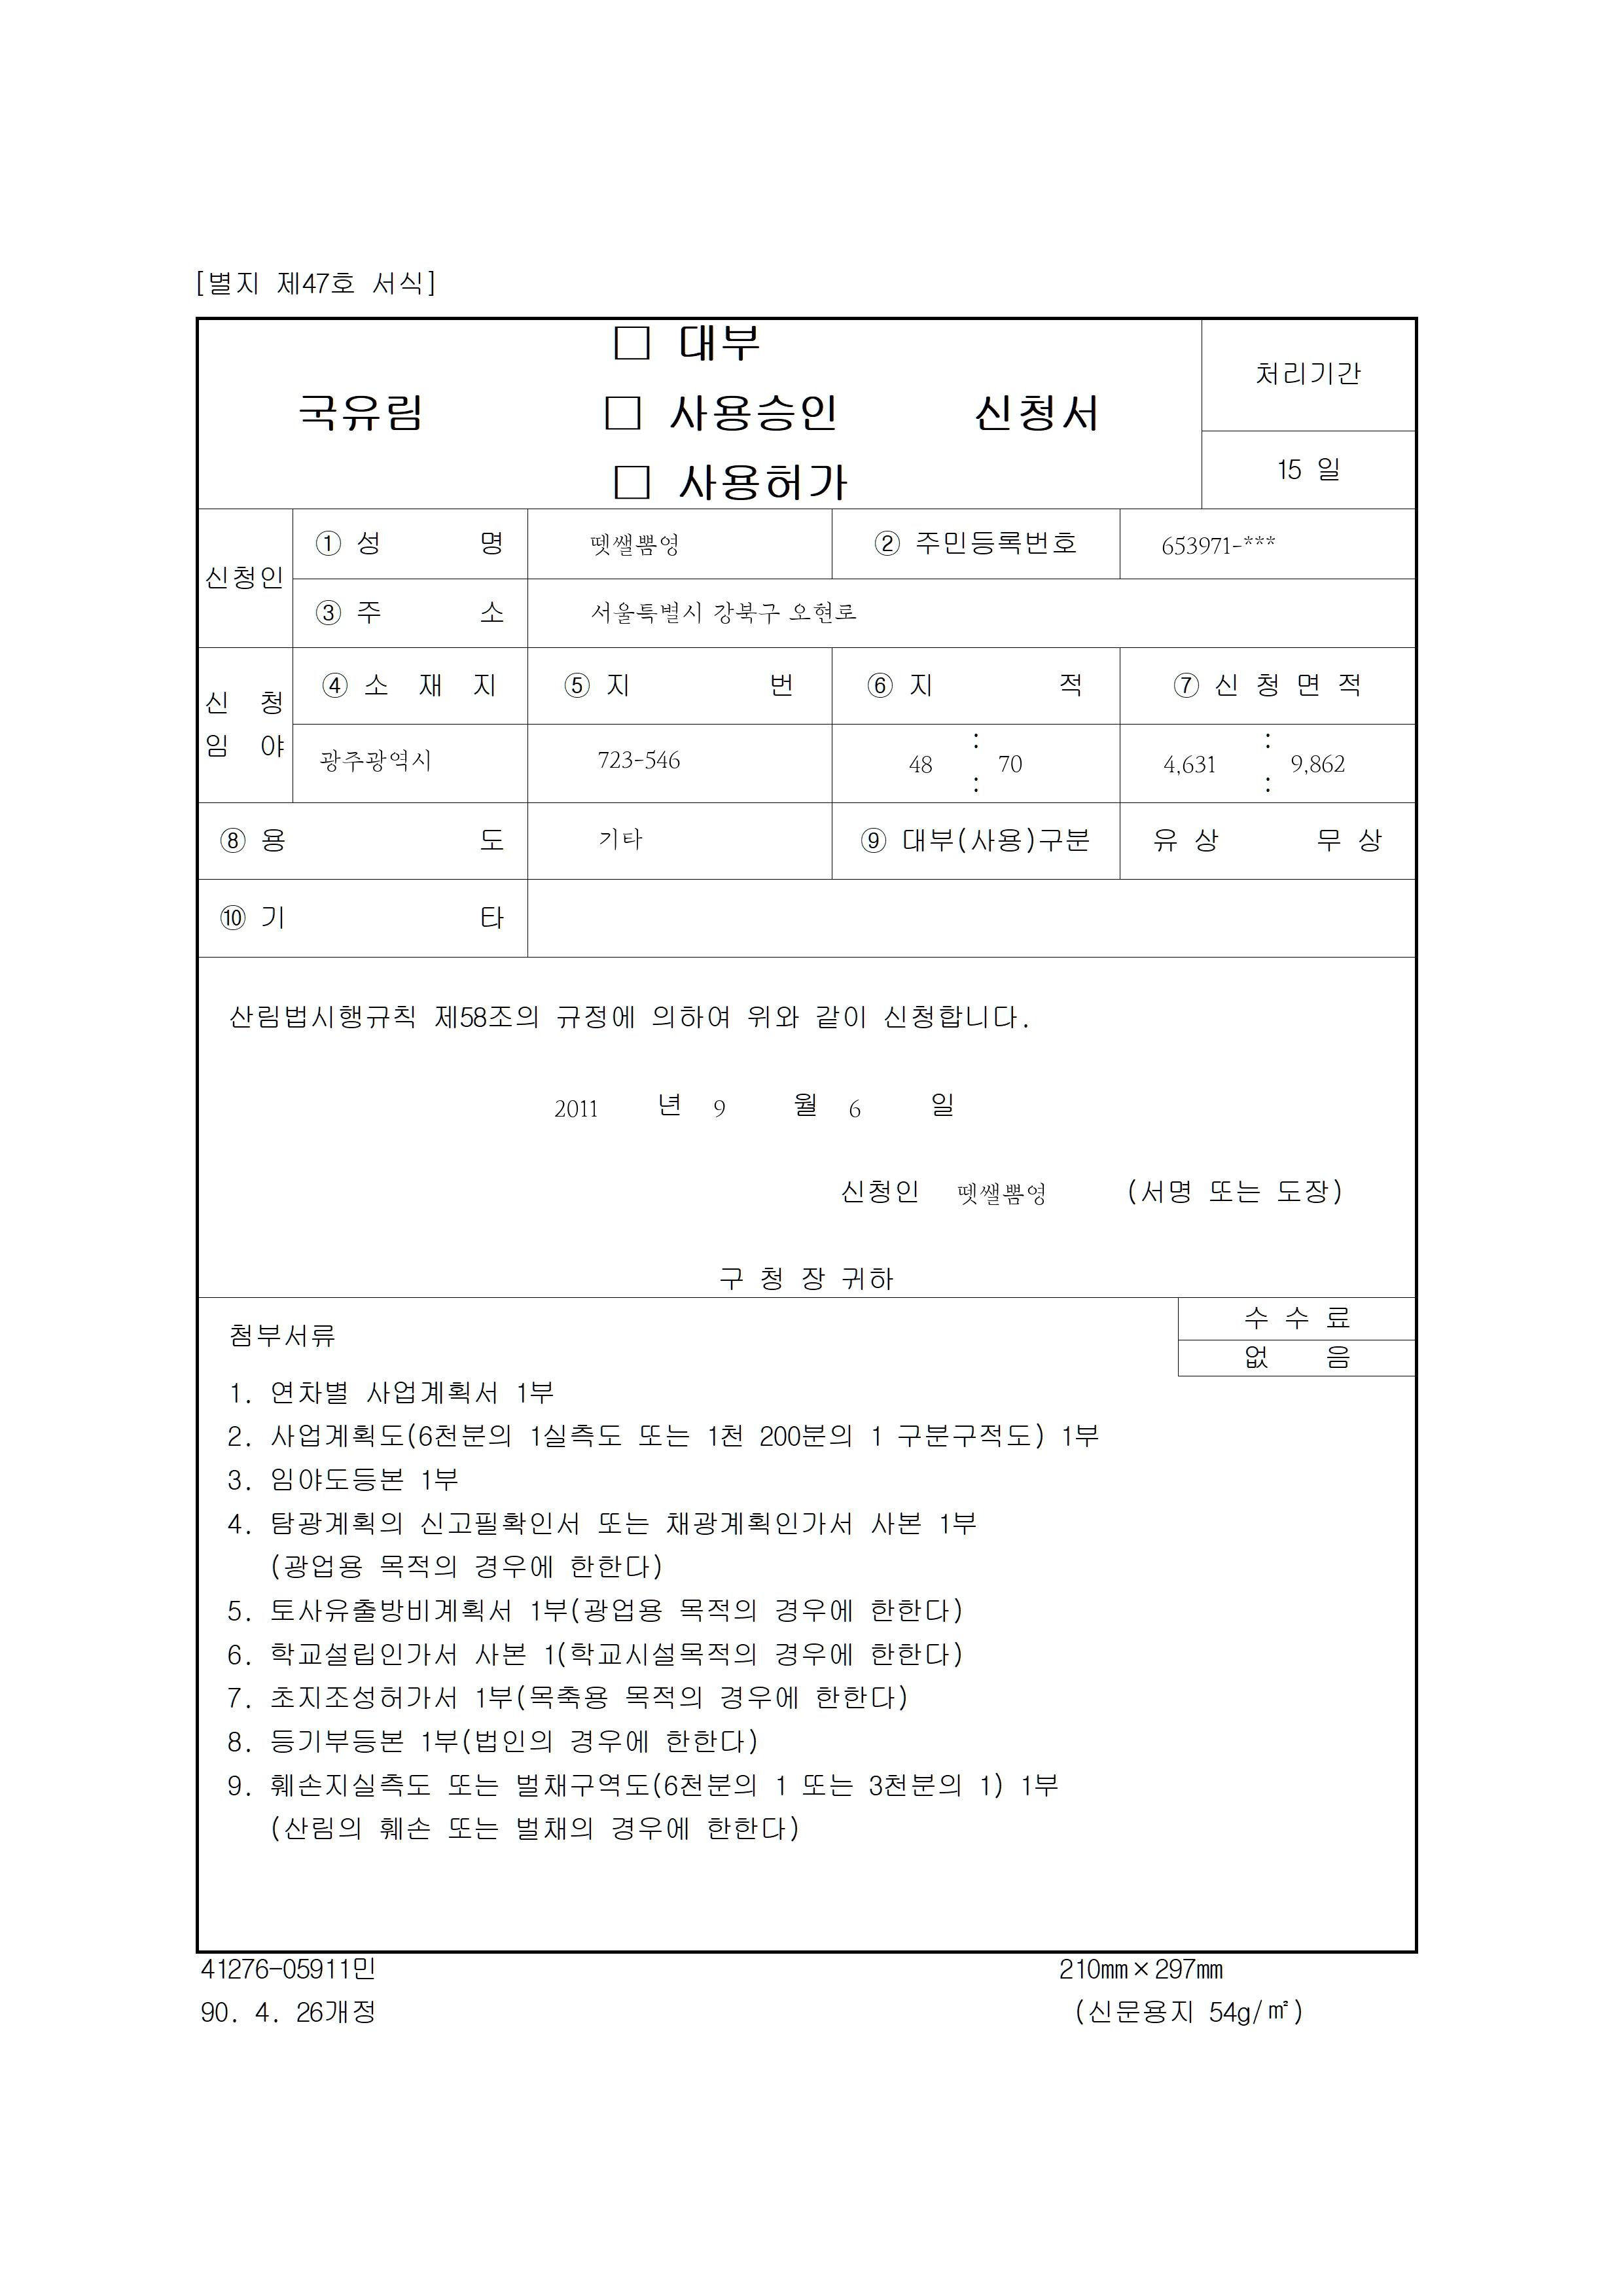 [별지 제47호 서식]
□ 대부
처리기간
국유림 □ 사용승인 신청서
15 일
□ 사용허가
신청인
① 성 명 뗏쌜뿜영 ② 주민등록번호 653971-***
③ 주 소 서울특별시 강북구 오현로
신 청
임 야
④ 소 재 지 ⑤ 지 번 ⑥ 지 적 ⑦ 신 청 면 적
광주광역시 723-546 48 : 70 4,631 : 9,862
: :
⑧ 용 도 기타 ⑨ 대부(사용)구분 유 상 무 상
⑩ 기 타
산림법시행규칙 제58조의 규정에 의하여 위와 같이 신청합니다.
2011 년 9 월 6 일
신청인 뗏쌜뿜영 (서명 또는 도장)
구 청 장 귀하
수 수 료
없 음
첨부서류
1. 연차별 사업계획서 1부
2. 사업계획도(6천분의 1실측도 또는 1천 200분의 1 구분구적도) 1부
3. 임야도등본 1부
4. 탐광계획의 신고필확인서 또는 채광계획인가서 사본 1부
(광업용 목적의 경우에 한한다)
5. 토사유출방비계획서 1부(광업용 목적의 경우에 한한다)
6. 학교설립인가서 사본 1(학교시설목적의 경우에 한한다)
7. 초지조성허가서 1부(목축용 목적의 경우에 한한다)
8. 등기부등본 1부(법인의 경우에 한한다)
9. 훼손지실측도 또는 벌채구역도(6천분의 1 또는 3천분의 1) 1부
(산림의 훼손 또는 벌채의 경우에 한한다)
41276-05911민 210㎜×297㎜
90. 4. 26개정 (신문용지 54g/㎡)